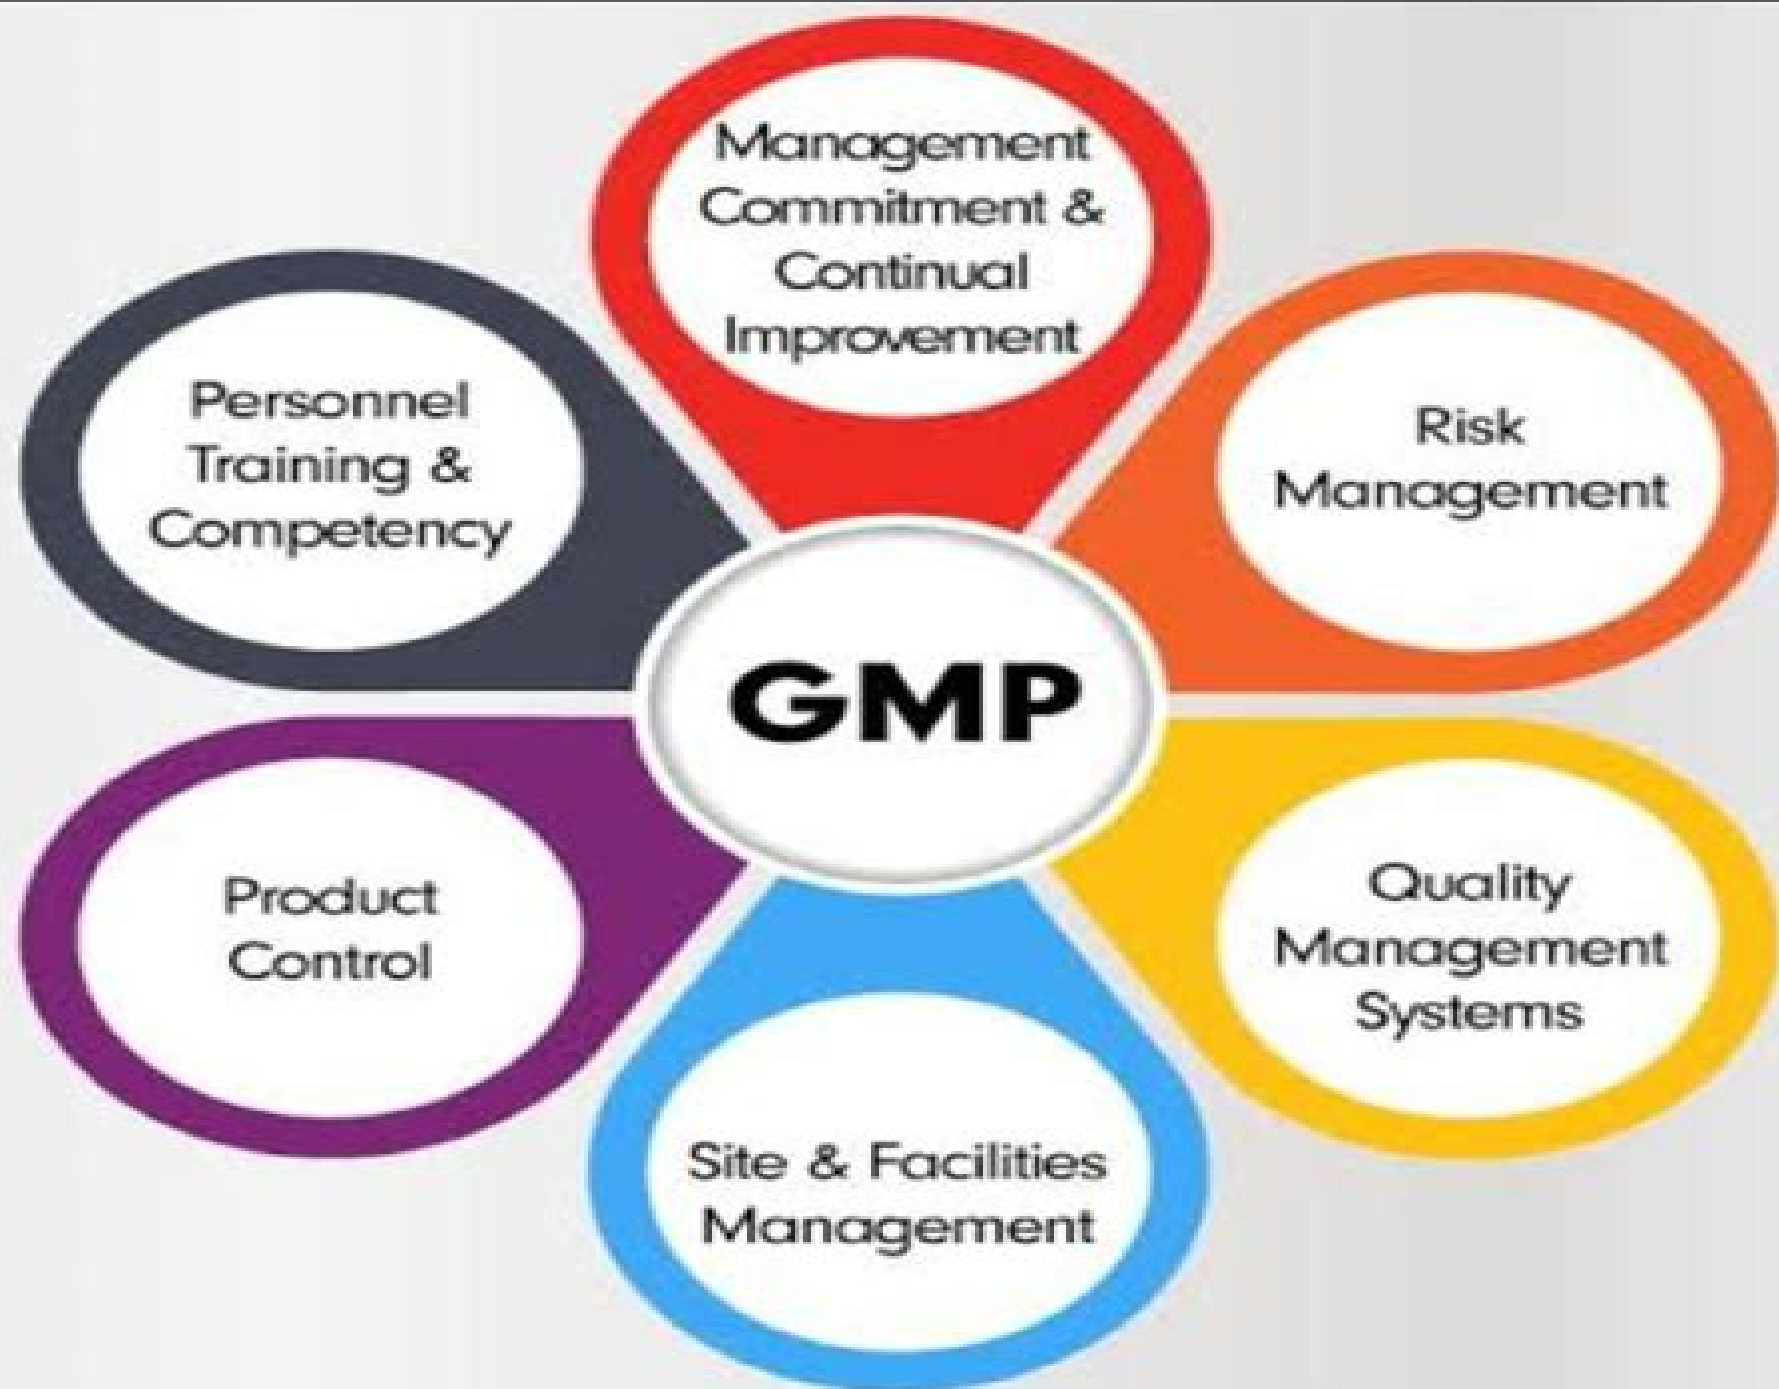 Management
Commitment &
Continual
Improvement
Risk
Management
Quality
Management
Systems
Site & Facilities
Management
Product
Control
Personnel
Training &
Competency
GMP